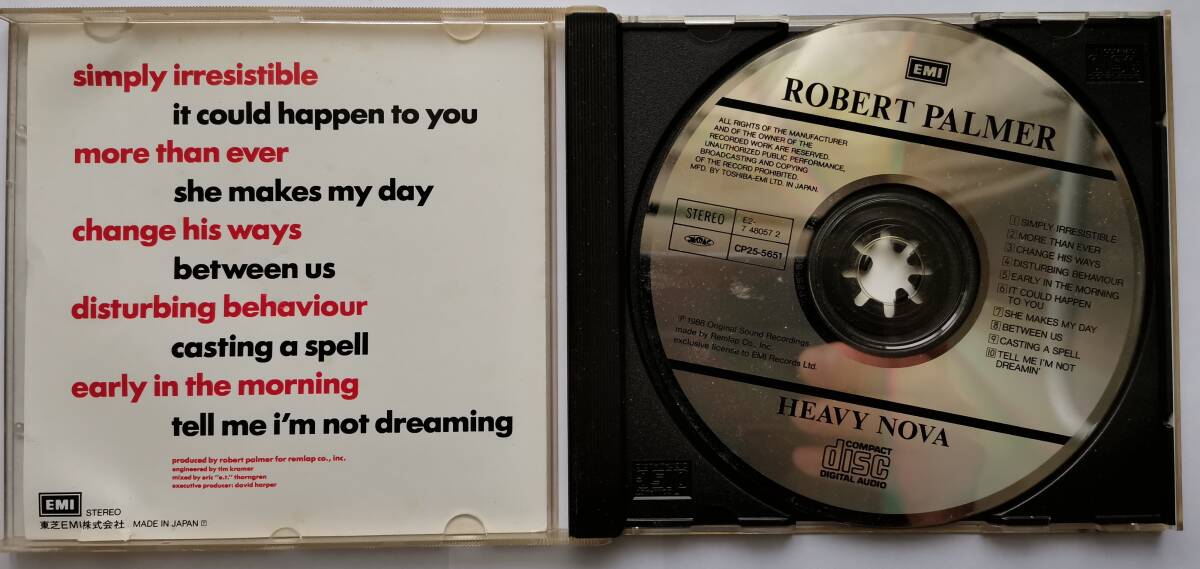 simply irresistible
it could happen to you
more than ever
she makes my day
change his ways
between us
disturbing behaviour
casting a spell
early in the morning
tell me i'm not dreaming
produced by robert palmer for remlap co., inc.
engineered by tim kramer
mixed by eric "e.t." thorngren
executive producer: david harper
EMI STEREO
東芝EMI株式会社 MADE IN JAPAN Ⓟ
EMI
ROBERT PALMER
ALL RIGHTS OF THE MANUFACTURER
AND OF THE OWNER OF THE
RECORDED WORK ARE RESERVED.
UNAUTHORIZED PUBLIC PERFORMANCE,
BROADCASTING AND COPYING
OF THE RECORD PROHIBITED.
MFD. BY TOSHIBA-EMI LTD. IN JAPAN.
STEREO
E2-
7 48057 2
JASRAC
CP25-5651
1 SIMPLY IRRESISTIBLE
2 MORE THAN EVER
3 CHANGE HIS WAYS
4 DISTURBING BEHAVIOUR
5 EARLY IN THE MORNING
6 IT COULD HAPPEN
TO YOU
7 SHE MAKES MY DAY
8 BETWEEN US
9 CASTING A SPELL
10 TELL ME I'M NOT
DREAMIN'
℗ 1988 Original Sound Recordings
made by Remlap Co., Inc.
exclusive license to EMI Records Ltd.
HEAVY NOVA
COMPACT
disc
DIGITAL AUDIO